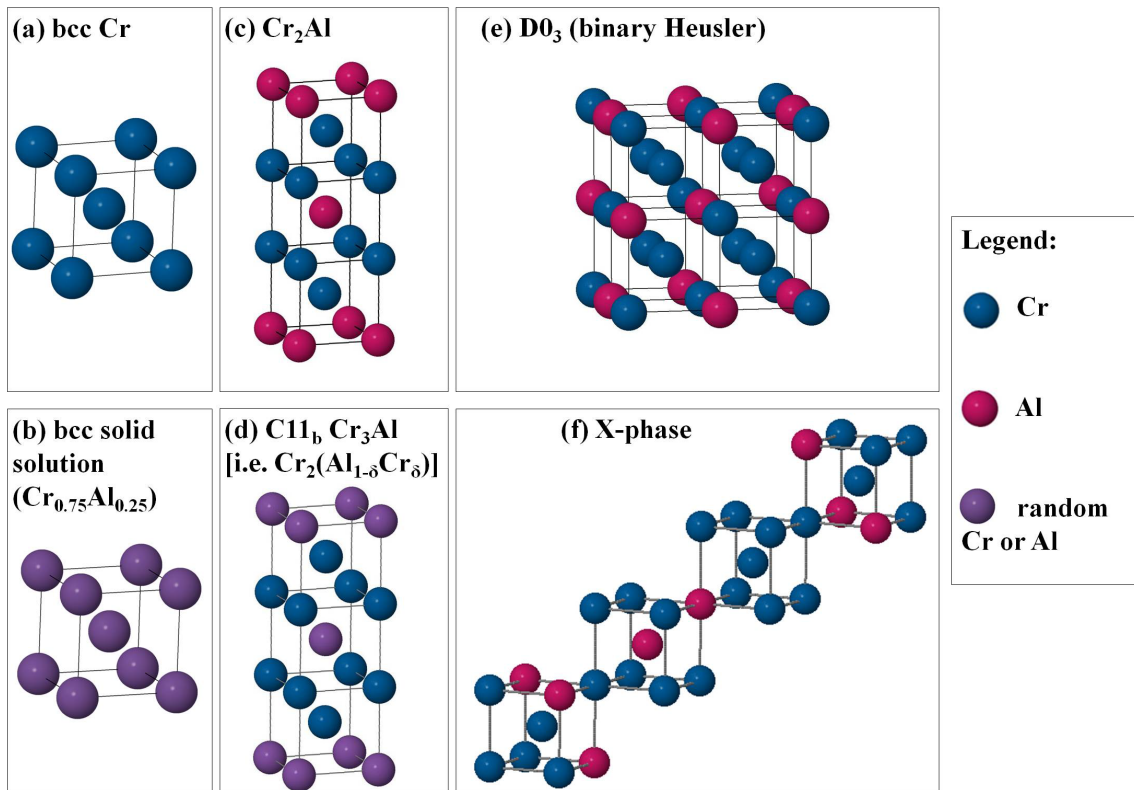 (a) bcc Cr
(c) Cr₂Al
(e) D0₃ (binary Heusler)
(b) bcc solid
solution
(Cr₀.₇₅Al₀.₂₅)
(d) C11_b Cr₃Al
[i.e. Cr₂(Al₁₋δCrδ)]
(f) X-phase
Legend:
Cr
Al
random
Cr or Al